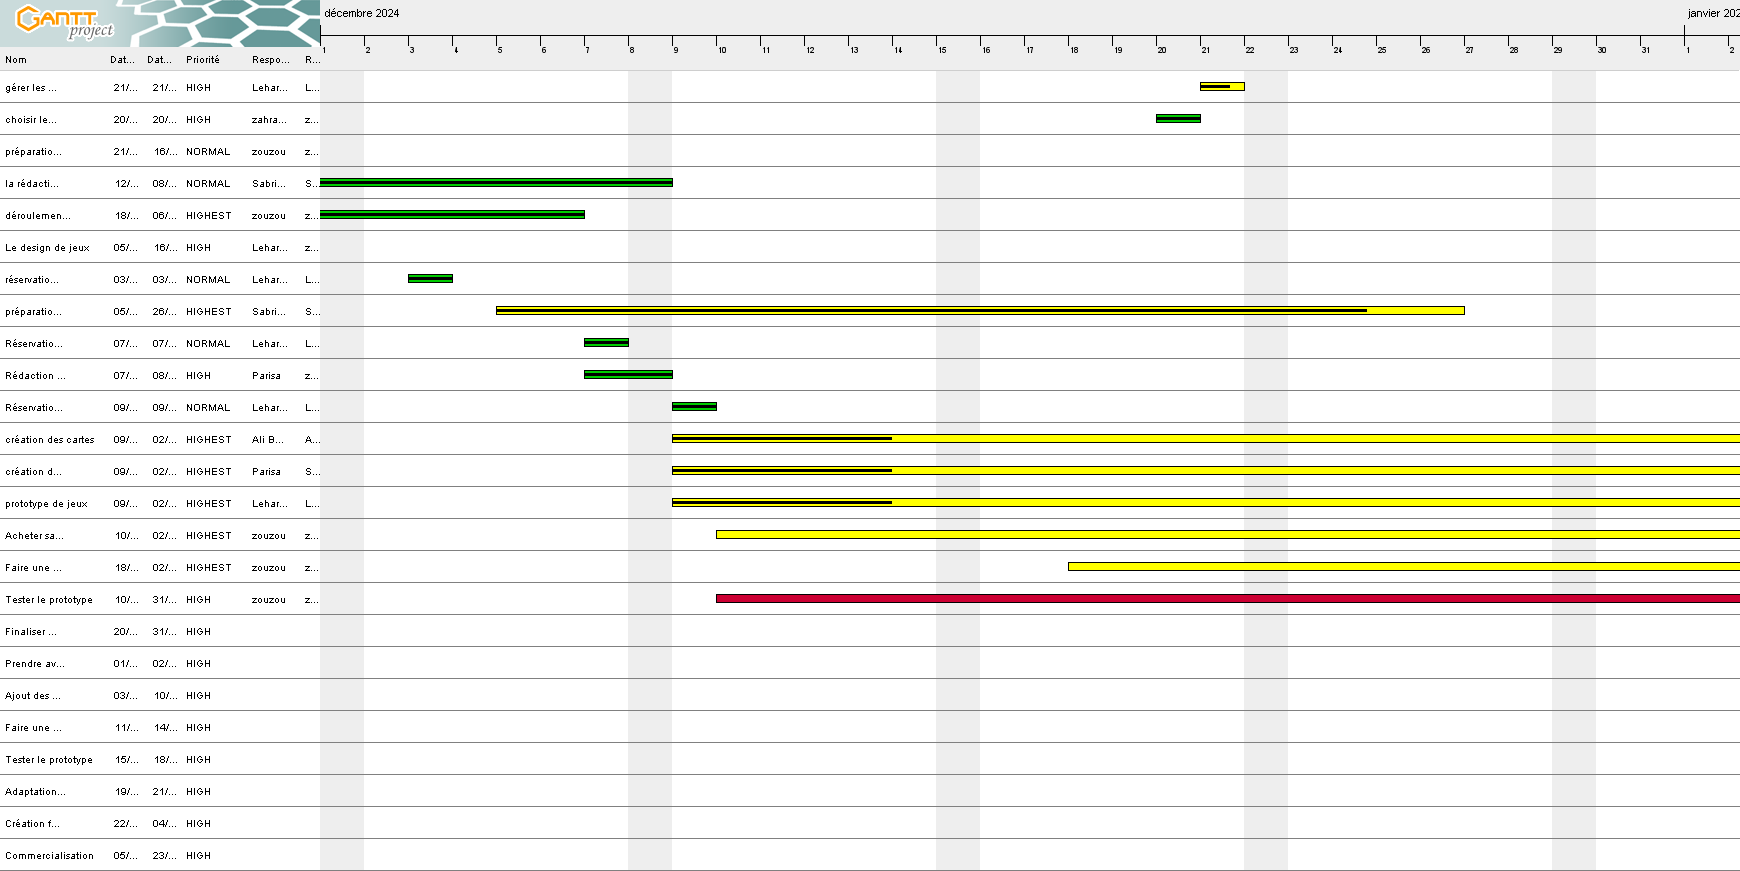 GANTT project
décembre 2024 janvier 202
1 2 3 4 5 6 7 8 9 10 11 12 13 14 15 16 17 18 19 20 21 22 23 24 25 26 27 28 29 30 31 1 2
Nom Dat... Dat... Priorité Respo... R...
gérer les ... 21/... 21/... HIGH Lehar... L...
choisir le... 20/... 20/... HIGH zahra... z...
préparatio... 21/... 16/... NORMAL zouzou z...
la rédacti... 12/... 08/... NORMAL Sabri... S...
déroulemen... 18/... 06/... HIGHEST zouzou z...
Le design de jeux 05/... 16/... HIGH Lehar... z...
réservatio... 03/... 03/... NORMAL Lehar... L...
préparatio... 05/... 26/... HIGHEST Sabri... S...
Réservatio... 07/... 07/... NORMAL Lehar... L...
Rédaction ... 07/... 08/... HIGH Parisa z...
Réservatio... 09/... 09/... NORMAL Lehar... L...
création des cartes 09/... 02/... HIGHEST Ali B... A...
création d... 09/... 02/... HIGHEST Parisa S...
prototype de jeux 09/... 02/... HIGHEST Lehar... L...
Acheter sa... 10/... 02/... HIGHEST zouzou z...
Faire une ... 18/... 02/... HIGHEST zouzou z...
Tester le prototype 10/... 31/... HIGH zouzou z...
Finaliser ... 20/... 31/... HIGH
Prendre av... 01/... 02/... HIGH
Ajout des ... 03/... 10/... HIGH
Faire une ... 11/... 14/... HIGH
Tester le prototype 15/... 18/... HIGH
Adaptation... 19/... 21/... HIGH
Création f... 22/... 04/... HIGH
Commercialisation 05/... 23/... HIGH